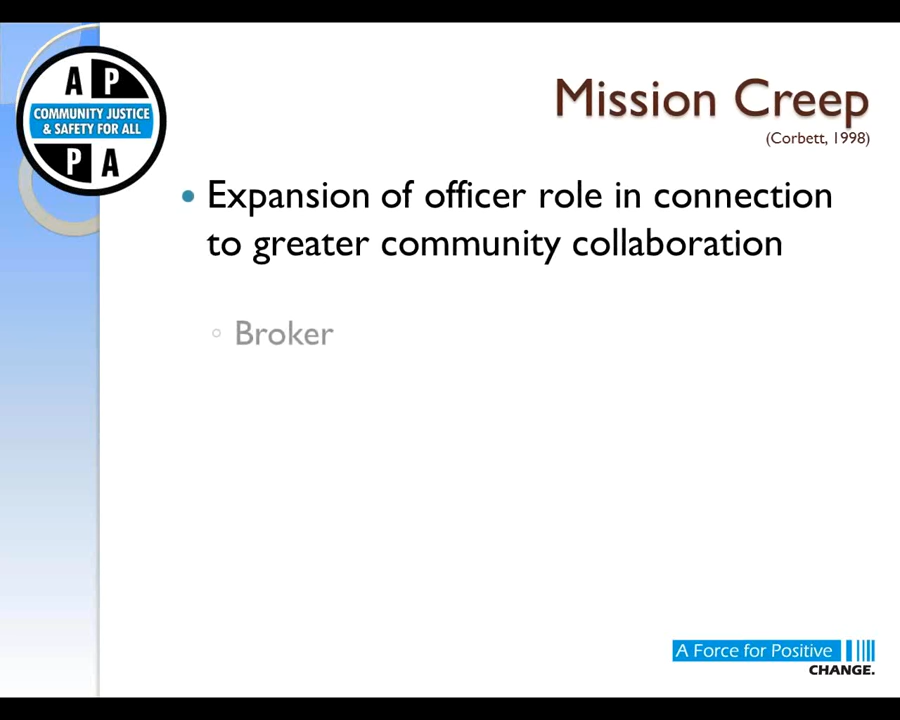 A P
COMMUNITY JUSTICE
& SAFETY FOR ALL
P A
Mission Creep
(Corbett, 1998)
Expansion of officer role in connection
to greater community collaboration
Broker
A Force for Positive
CHANGE.